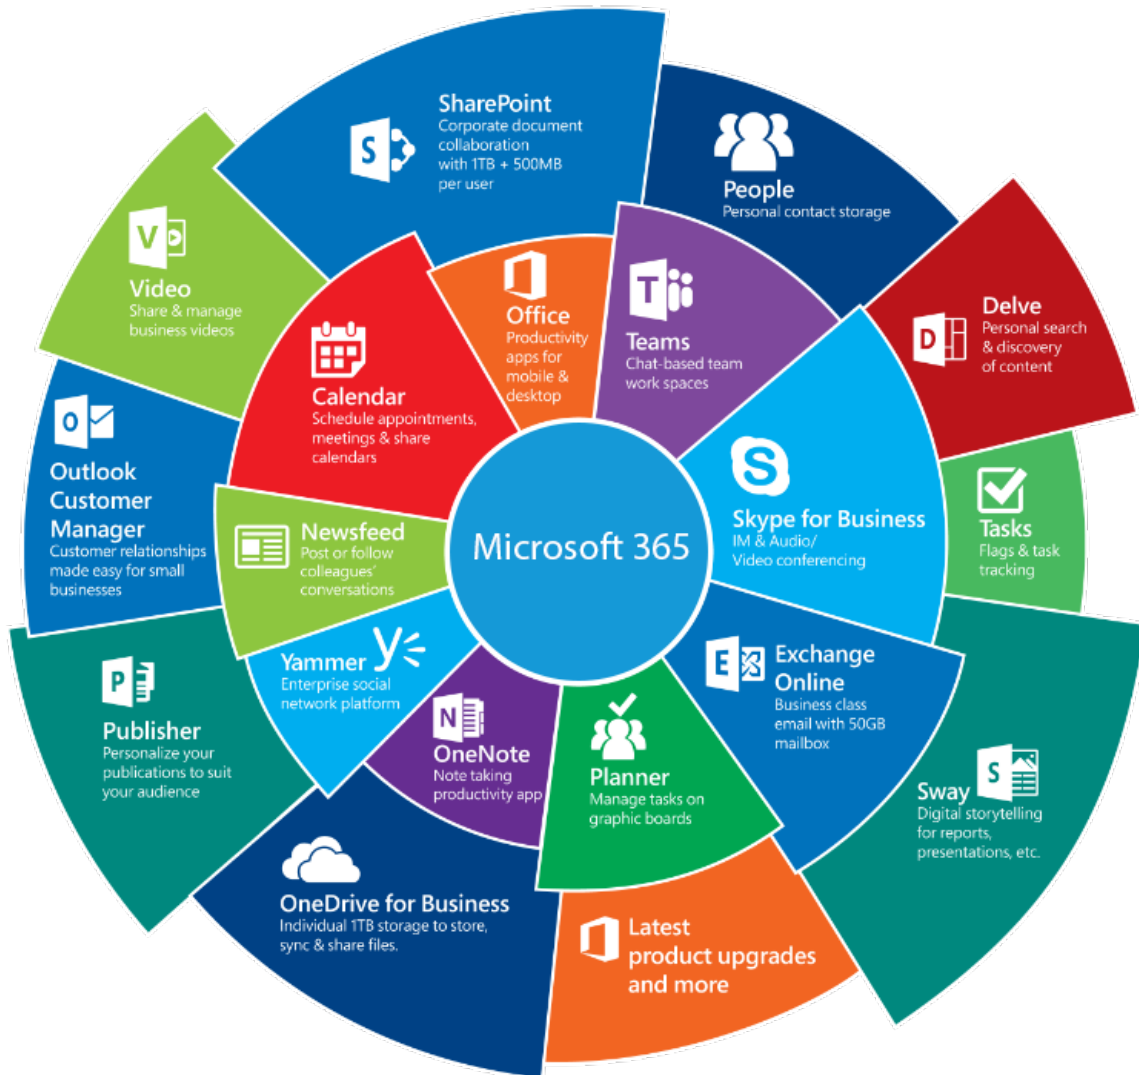 SharePoint
Corporate document
collaboration
with 1TB + 500MB
per user
People
Personal contact storage
Video
Share & manage
business videos
Delve
Personal search
& discovery
of content
Office
Productivity
apps for
mobile &
desktop
Teams
Chat-based team
work spaces
Calendar
Schedule appointments,
meetings & share
calendars
Outlook
Customer
Manager
Customer relationships
made easy for small
businesses
Newsfeed
Post or follow
colleagues'
conversations
Microsoft 365
Skype for Business
IM & Audio/
Video conferencing
Tasks
Flags & task
tracking
Yammer
Enterprise social
network platform
Exchange
Online
Business class
email with 50GB
mailbox
Publisher
Personalize your
publications to suit
your audience
OneNote
Note taking
productivity app
Planner
Manage tasks on
graphic boards
Sway
Digital storytelling
for reports,
presentations, etc.
OneDrive for Business
Individual 1TB storage to store,
sync & share files.
Latest
product upgrades
and more